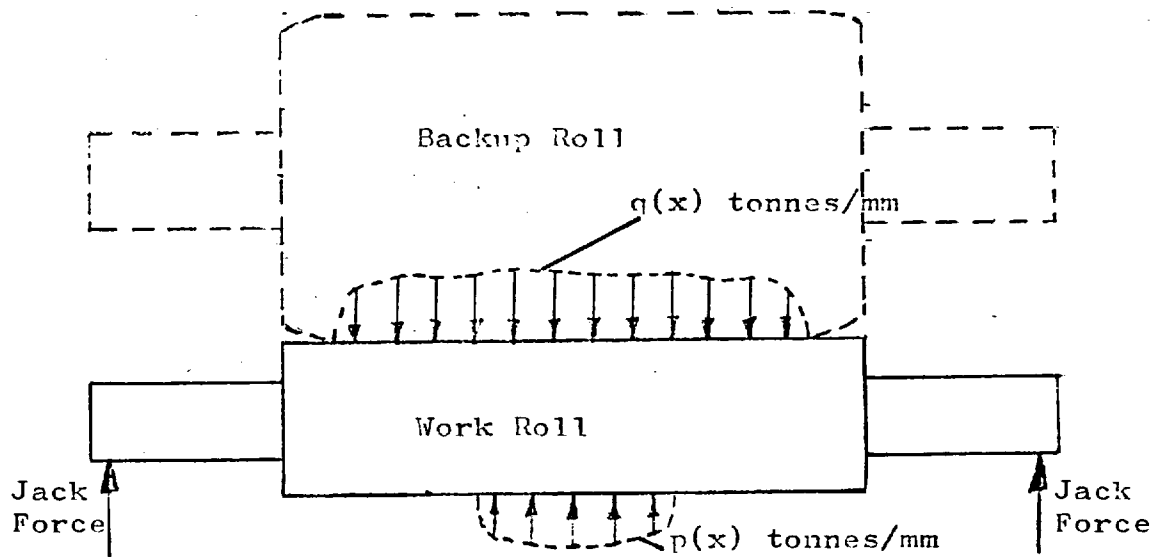 Backup Roll
q(x) tonnes/mm
Work Roll
Jack
Force
Jack
Force
p(x) tonnes/mm